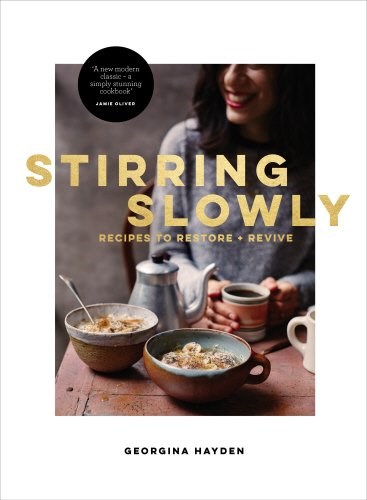 'A new modern
classic – a
simply stunning
cookbook'
JAMIE OLIVER
STIRRING
SLOWLY
RECIPES TO RESTORE + REVIVE
GEORGINA HAYDEN